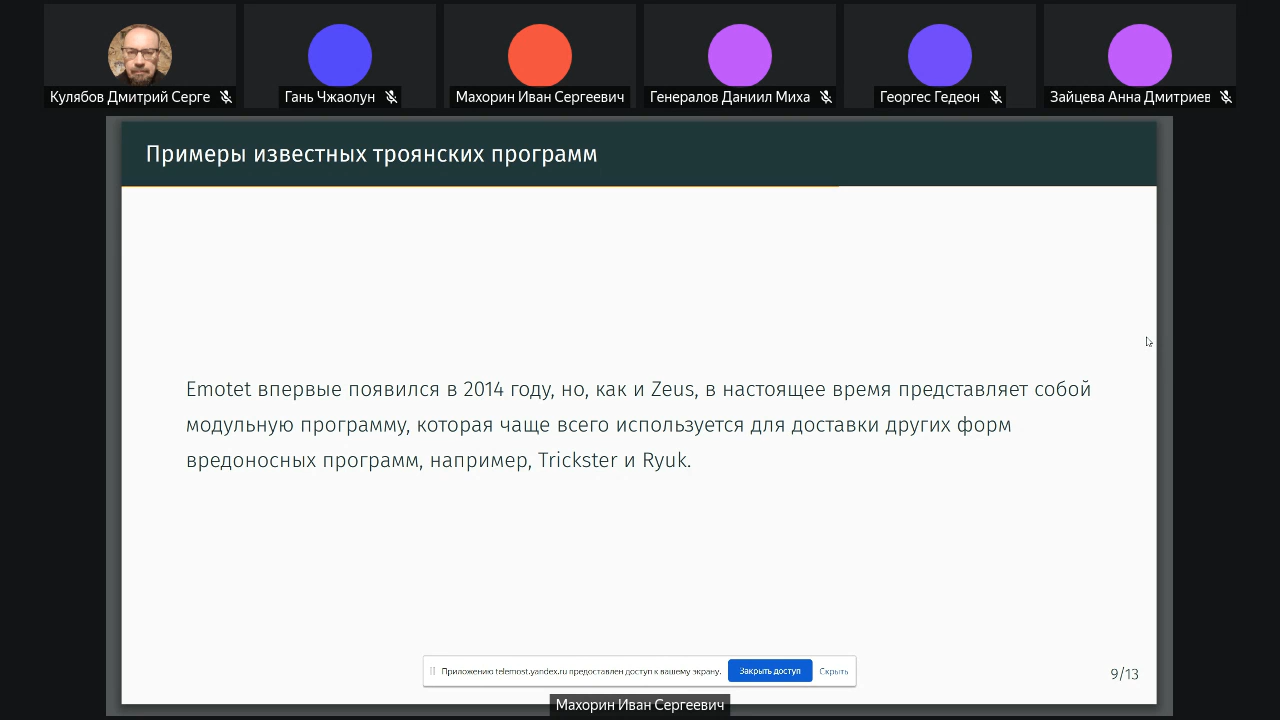 Кулябов Дмитрий Серге
Гань Чжаолун
Махорин Иван Сергеевич
Генералов Даниил Миха
Георгес Гедеон
Зайцева Анна Дмитриев
Примеры известных троянских программ
Emotet впервые появился в 2014 году, но, как и Zeus, в настоящее время представляет собой
модульную программу, которая чаще всего используется для доставки других форм
вредоносных программ, например, Trickster и Ryuk.
Приложению telemost.yandex.ru предоставлен доступ к вашему экрану.
Закрыть доступ
Скрыть
9/13
Махорин Иван Сергеевич